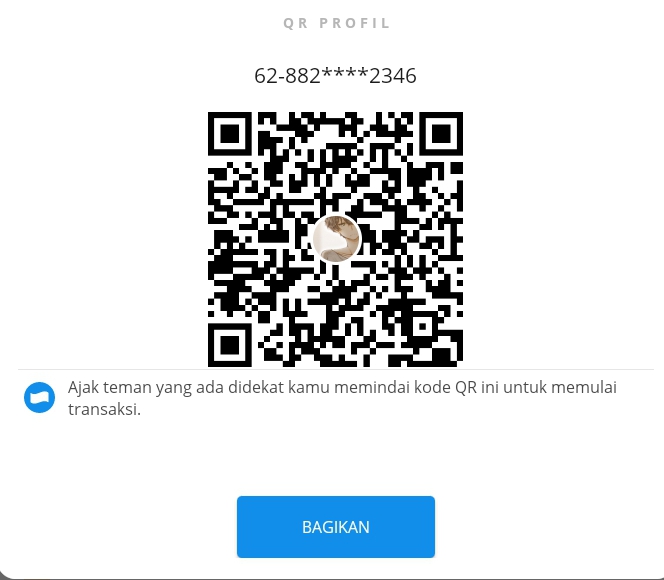 QR PROFIL
62-882****2346
Ajak teman yang ada didekat kamu memindai kode QR ini untuk memulai
transaksi.
BAGIKAN